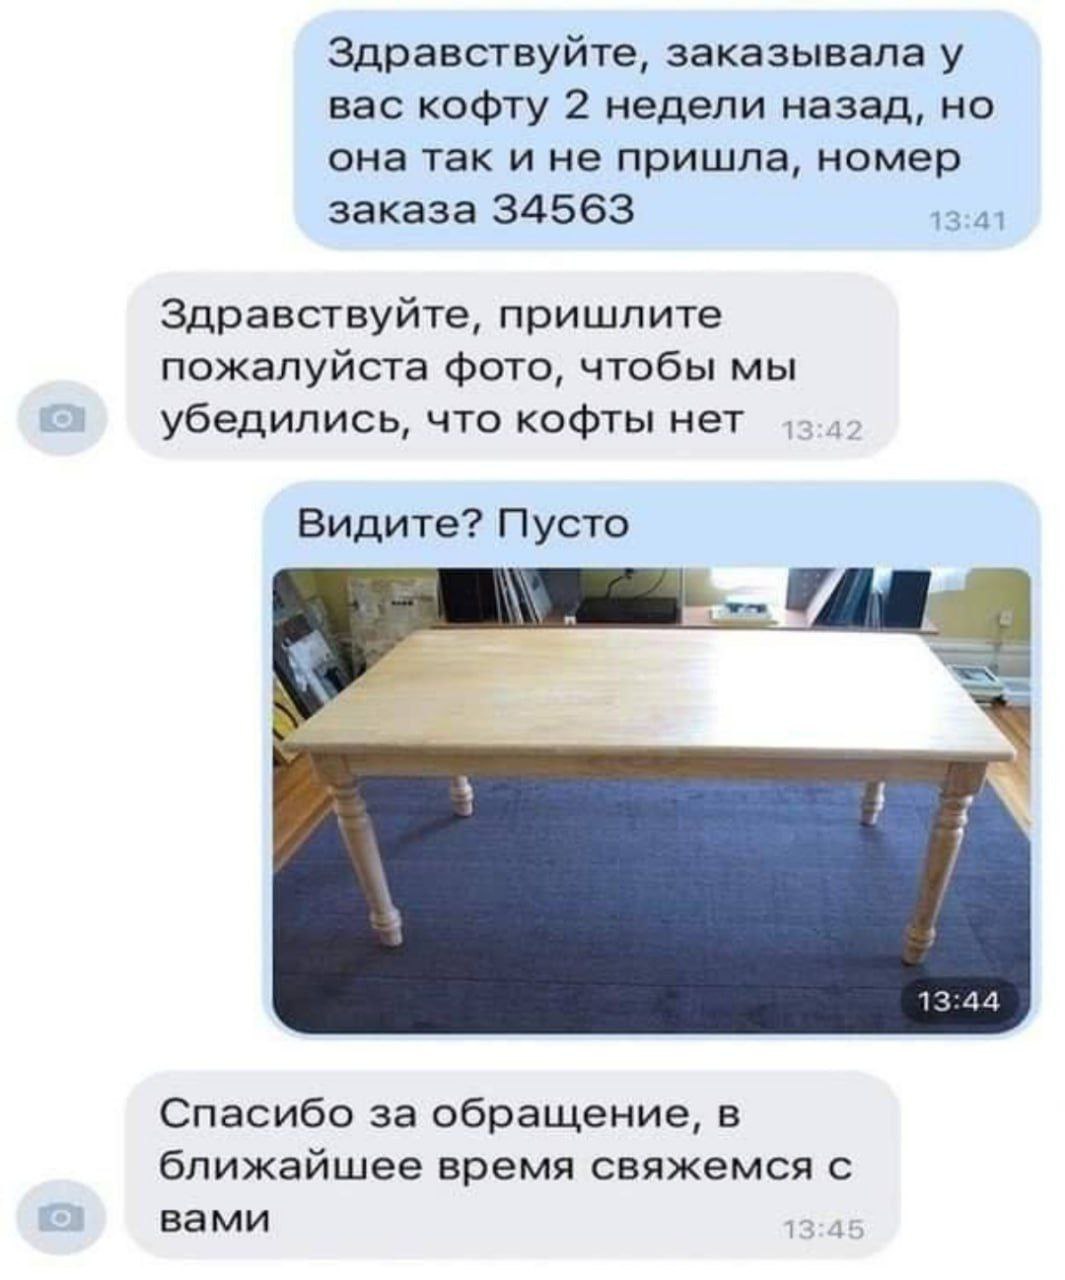 Здравствуйте, заказывала у
вас кофту 2 недели назад, но
она так и не пришла, номер
заказа 34563
13:41
Здравствуйте, пришлите
пожалуйста фото, чтобы мы
убедились, что кофты нет
13:42
Видите? Пусто
13:44
Спасибо за обращение, в
ближайшее время свяжемся с
вами
13:45